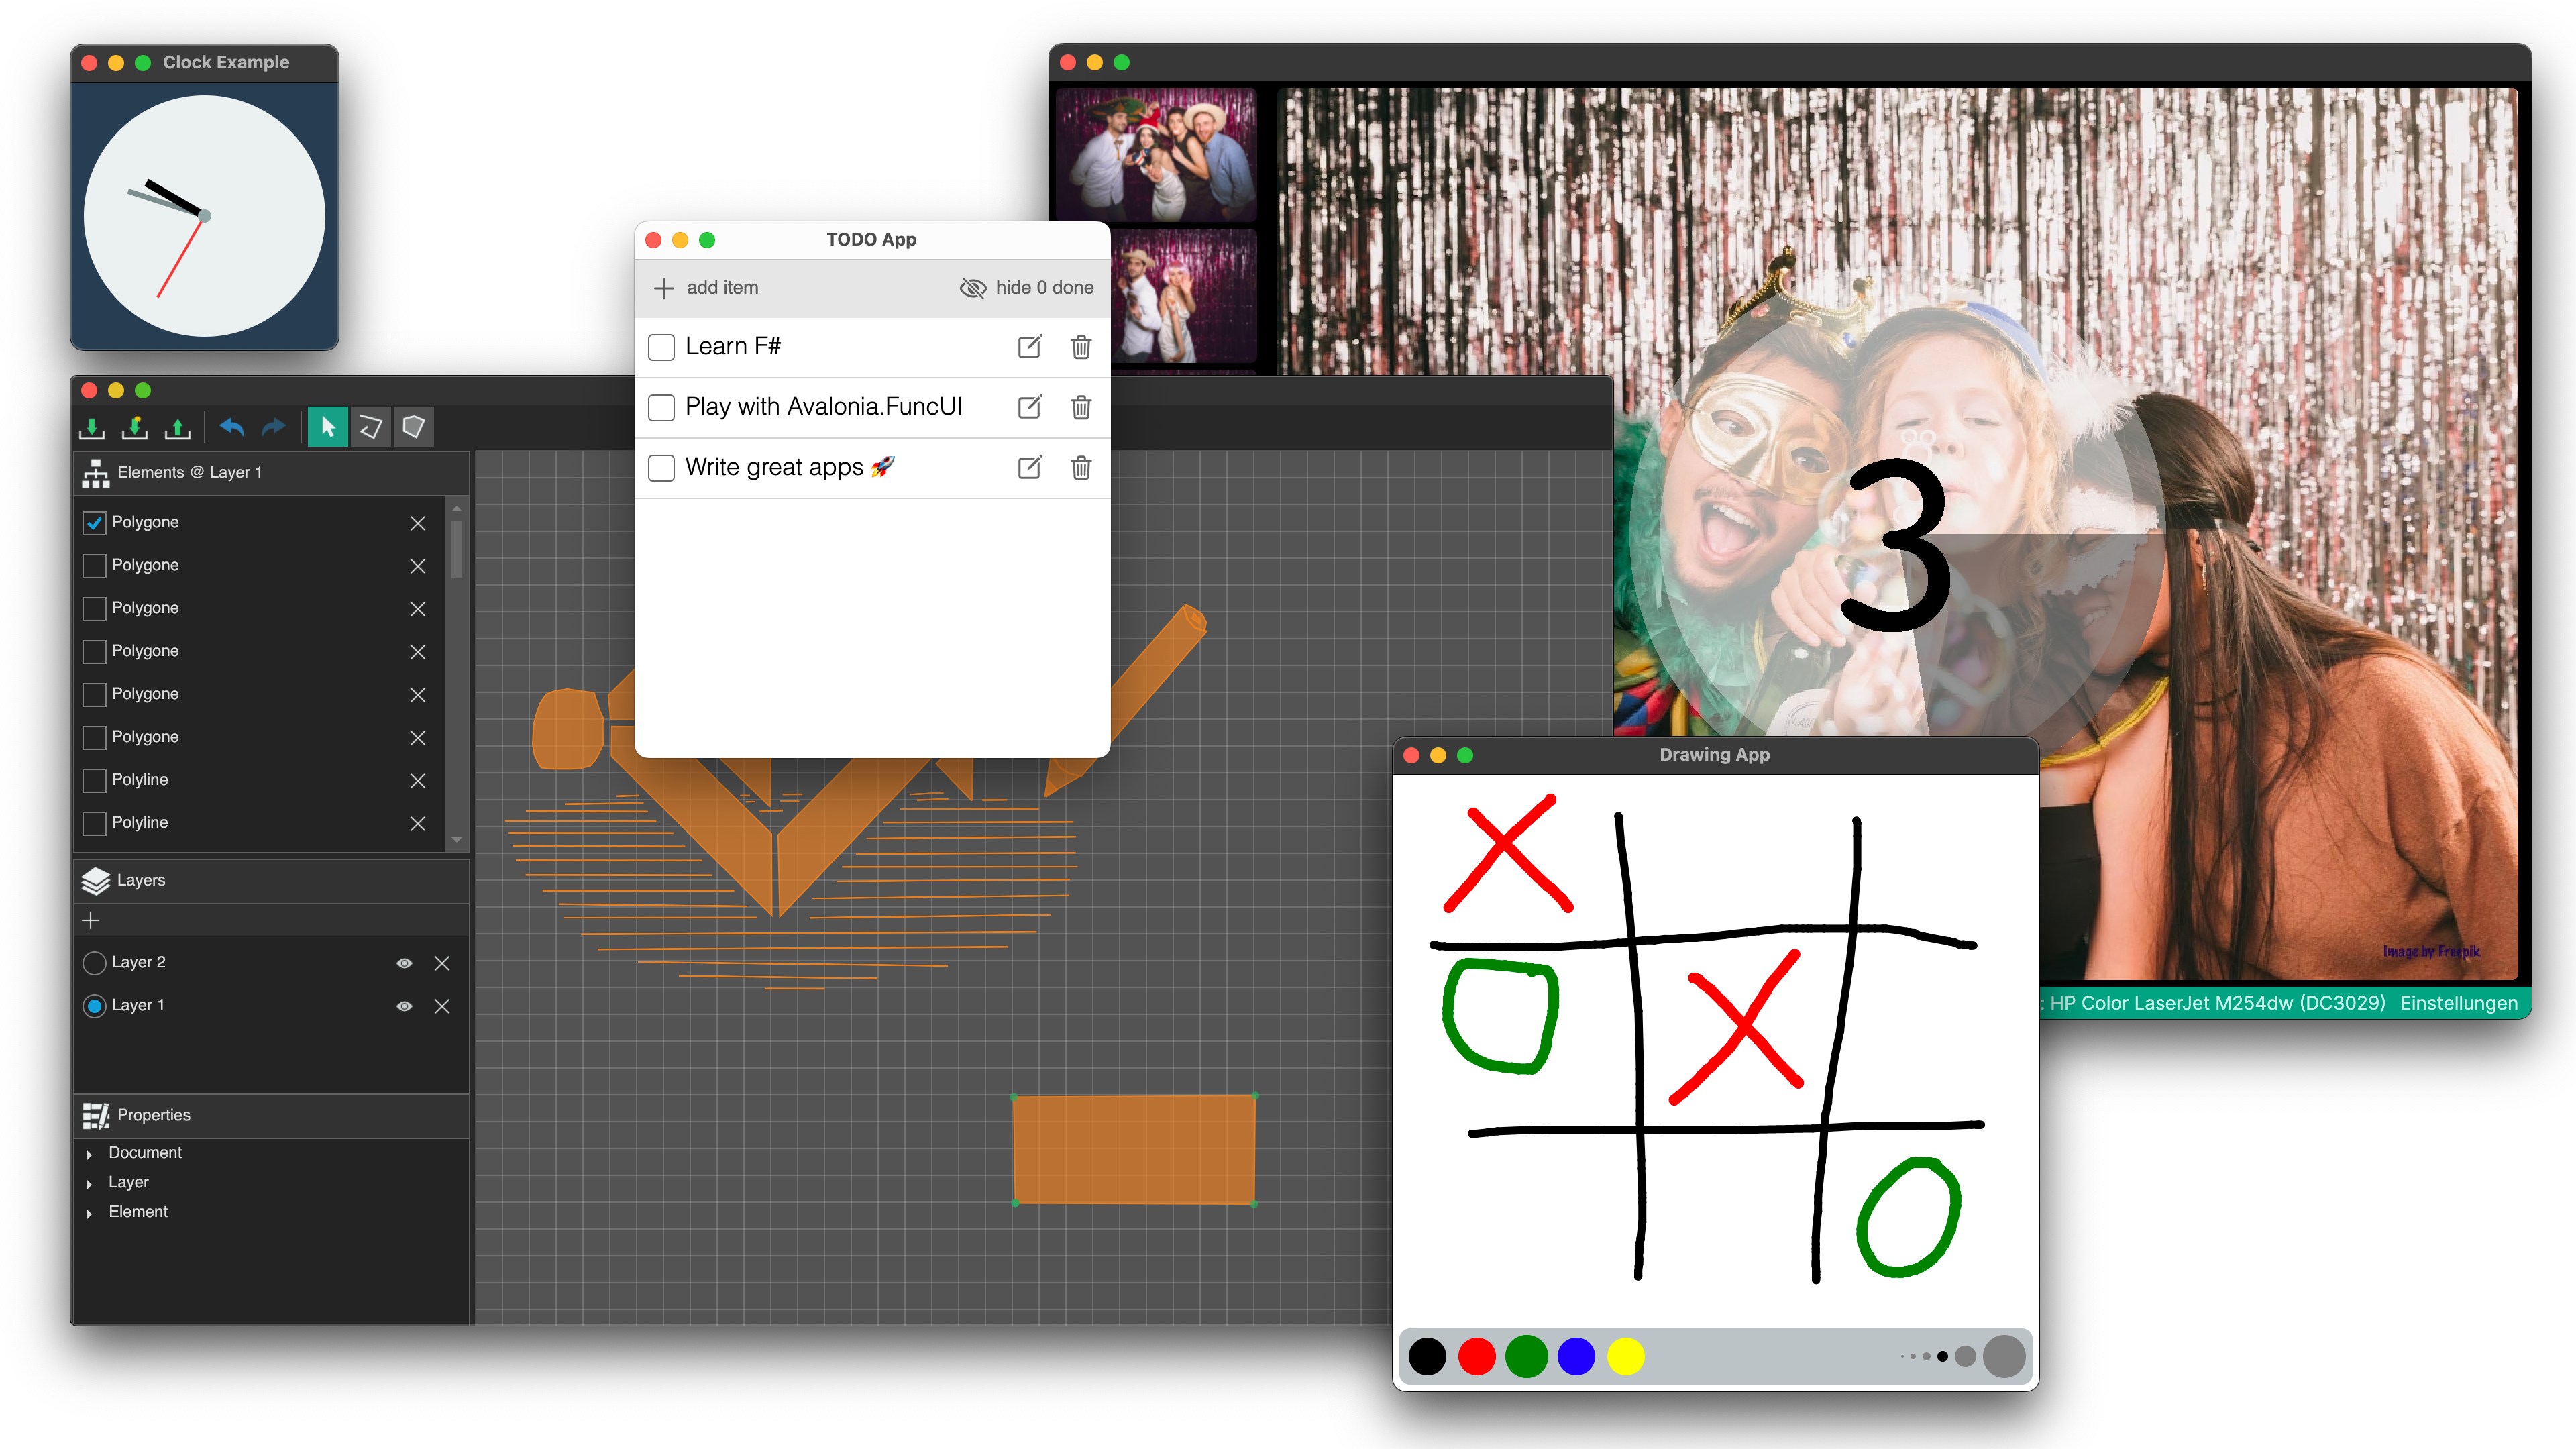 Clock Example
TODO App
add item
hide 0 done
Learn F#
Play with Avalonia.FuncUI
Write great apps 🚀
Elements @ Layer 1
Polygone
Polygone
Polygone
Polygone
Polygone
Polygone
Polyline
Polyline
Layers
Layer 2
Layer 1
Properties
Document
Layer
Element
3
Image by Freepik
: HP Color LaserJet M254dw (DC3029) Einstellungen
Drawing App